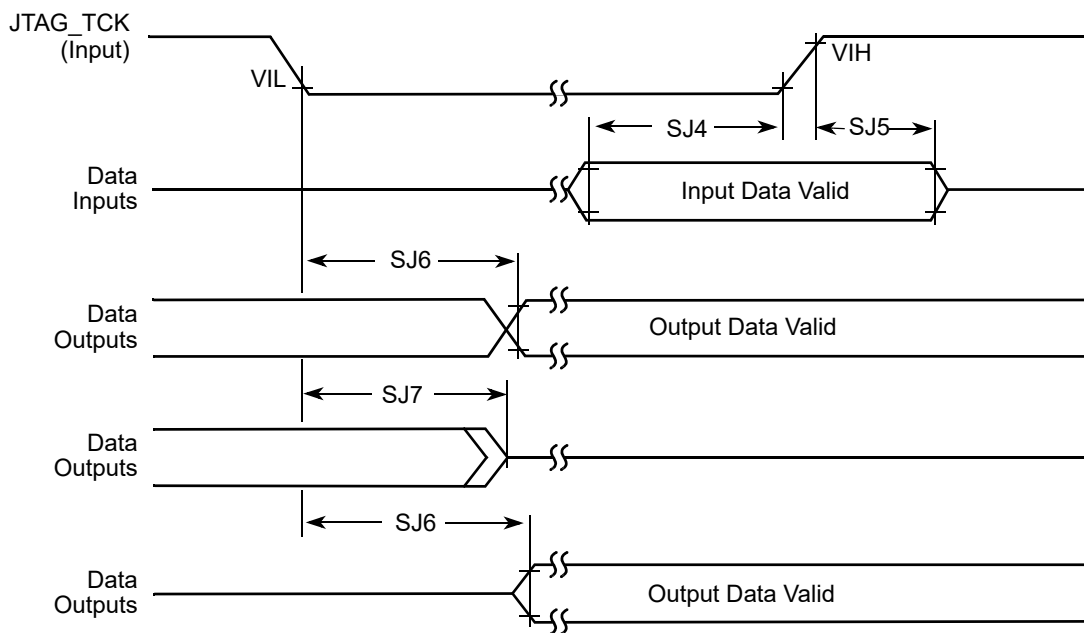 JTAG_TCK
(Input)
VIL
VIH
SJ4
SJ5
Data
Inputs
Input Data Valid
SJ6
Data
Outputs
Output Data Valid
SJ7
Data
Outputs
SJ6
Data
Outputs
Output Data Valid